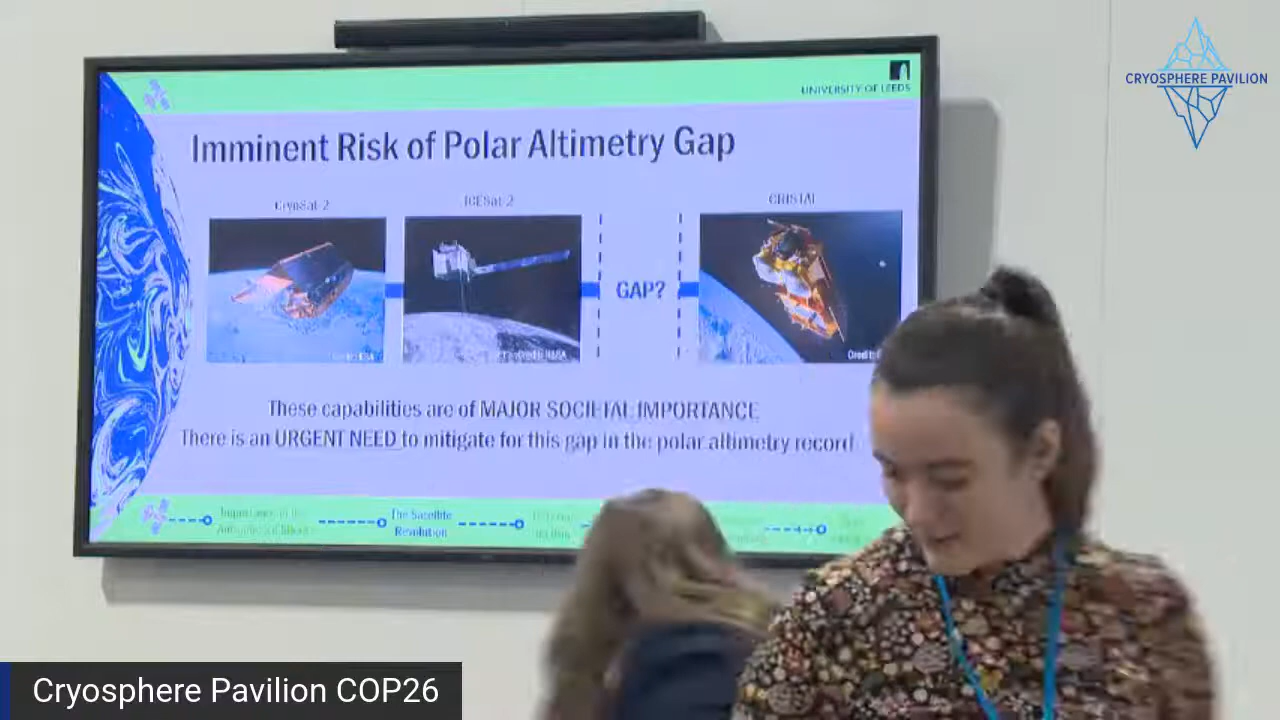 UNIVERSITY OF LEEDS
CRYOSPHERE PAVILION
Imminent Risk of Polar Altimetry Gap
CryoSat-2
ICESat-2
CRISTAL
GAP?
These capabilities are of MAJOR SOCIETAL IMPORTANCE
There is an URGENT NEED to mitigate for this gap in the polar altimetry record
The Satellite
Revolution
Cryosphere Pavilion COP26